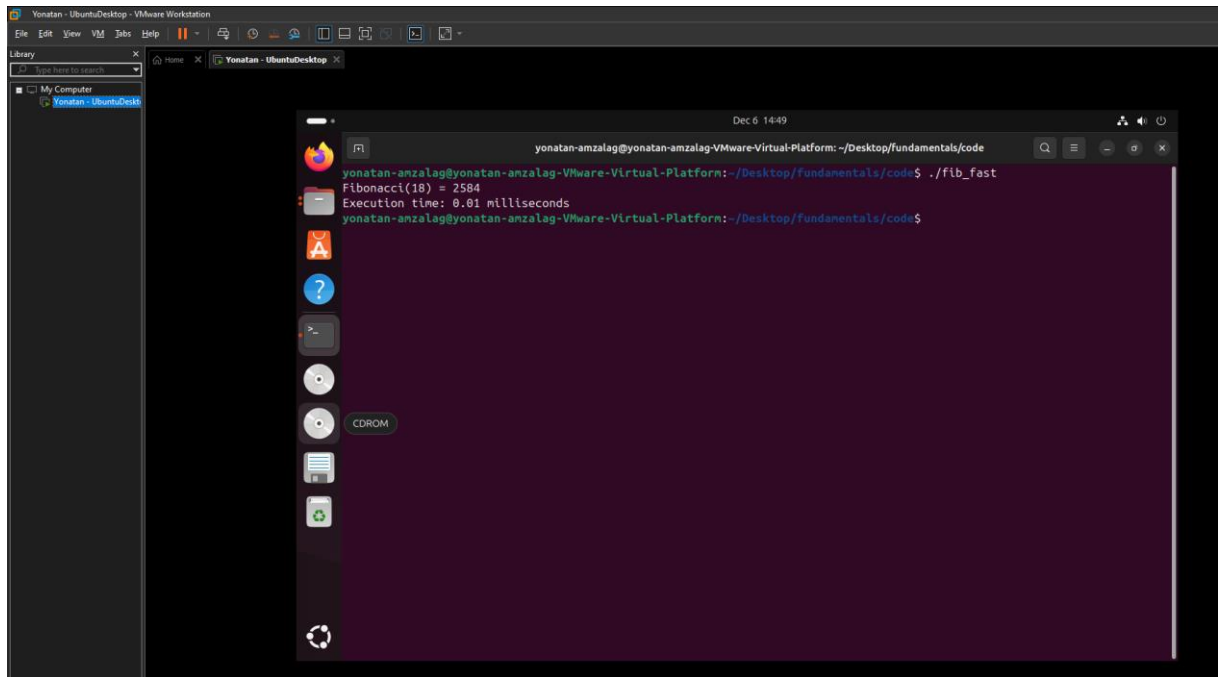 Yonatan - UbuntuDesktop - VMware Workstation
File Edit View VM Tabs Help
Library
Type here to search
My Computer
Yonatan - UbuntuDeskt
Home
Yonatan - UbuntuDesktop
Dec 6 14:49
yonatan-amzalag@yonatan-amzalag-VMware-Virtual-Platform: ~/Desktop/fundamentals/code
yonatan-amzalag@yonatan-amzalag-VMware-Virtual-Platform:~/Desktop/fundamentals/code$ ./fib_fast
Fibonacci(18) = 2584
Execution time: 0.01 milliseconds
yonatan-amzalag@yonatan-amzalag-VMware-Virtual-Platform:~/Desktop/fundamentals/code$
CDROM